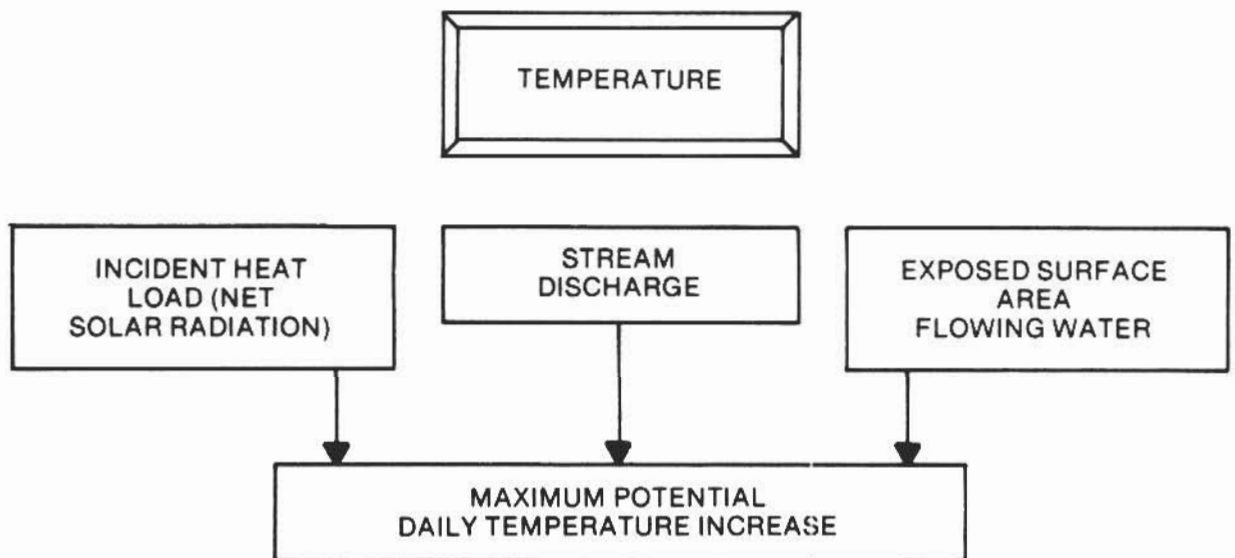 TEMPERATURE
INCIDENT HEAT
LOAD (NET
SOLAR RADIATION)
STREAM
DISCHARGE
EXPOSED SURFACE
AREA
FLOWING WATER
MAXIMUM POTENTIAL
DAILY TEMPERATURE INCREASE